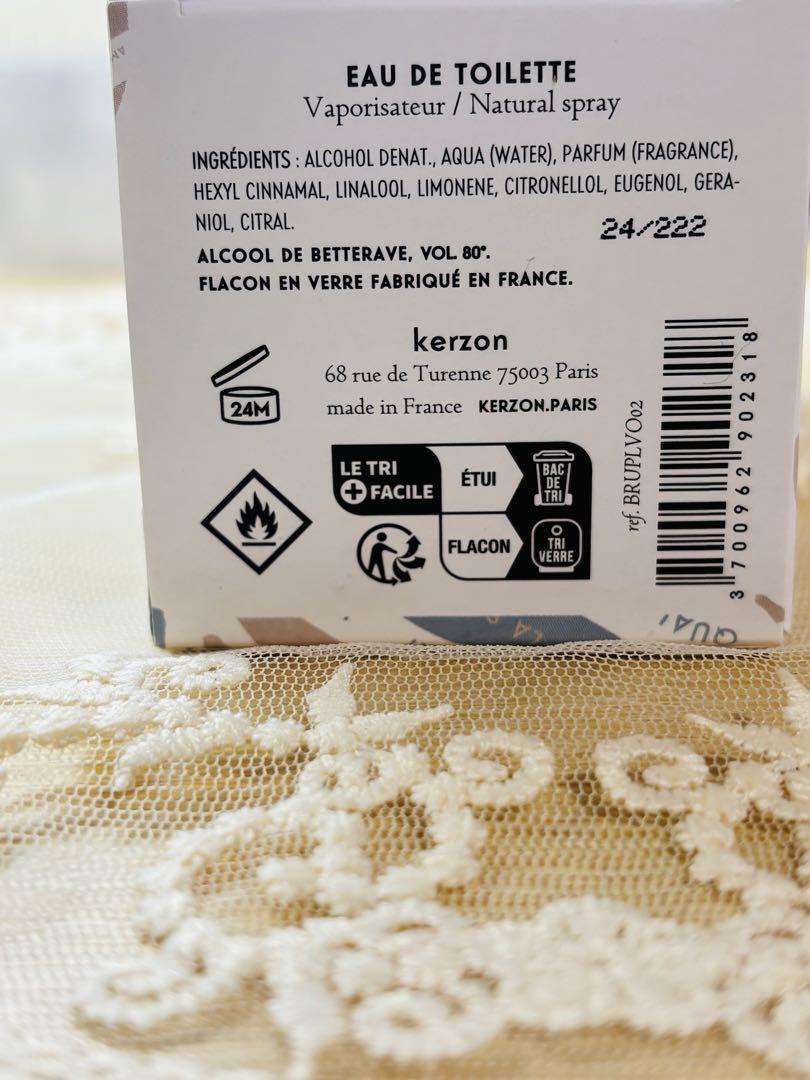 EAU DE TOILETTE
Vaporisateur / Natural spray
INGRÉDIENTS : ALCOHOL DENAT., AQUA (WATER), PARFUM (FRAGRANCE),
HEXYL CINNAMAL, LINALOOL, LIMONENE, CITRONELLOL, EUGENOL, GERA-
NIOL, CITRAL.
24/222
ALCOOL DE BETTERAVE, VOL. 80°.
FLACON EN VERRE FABRIQUÉ EN FRANCE.
kerzon
68 rue de Turenne 75003 Paris
made in France KERZON.PARIS
24M
LE TRI
+ FACILE
ÉTUI
BAC
DE
TRI
FLACON
TRI
VERRE
ref. BRUPLVO02
3 700962 902318
QUAI